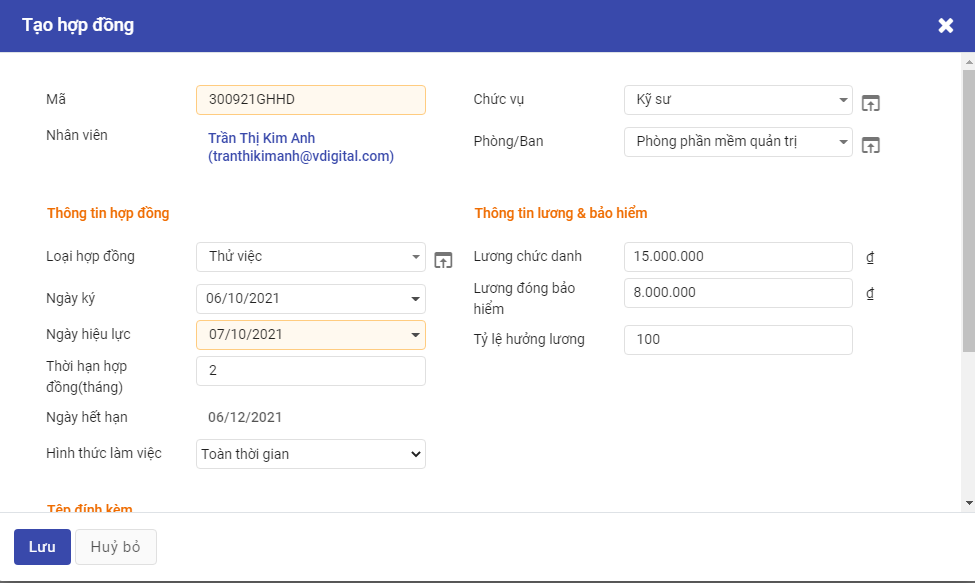 Tạo hợp đồng
Mã
300921GHHD
Nhân viên
Trần Thị Kim Anh
(tranthikimanh@vdigital.com)
Chức vụ
Kỹ sư
Phòng/Ban
Phòng phần mềm quản trị
Thông tin hợp đồng
Loại hợp đồng
Thử việc
Ngày ký
06/10/2021
Ngày hiệu lực
07/10/2021
Thời hạn hợp
đồng(tháng)
2
Ngày hết hạn
06/12/2021
Hình thức làm việc
Toàn thời gian
Thông tin lương & bảo hiểm
Lương chức danh
15.000.000
₫
Lương đóng bảo
hiểm
8.000.000
₫
Tỷ lệ hưởng lương
100
Tệp đính kèm
Lưu
Huỷ bỏ